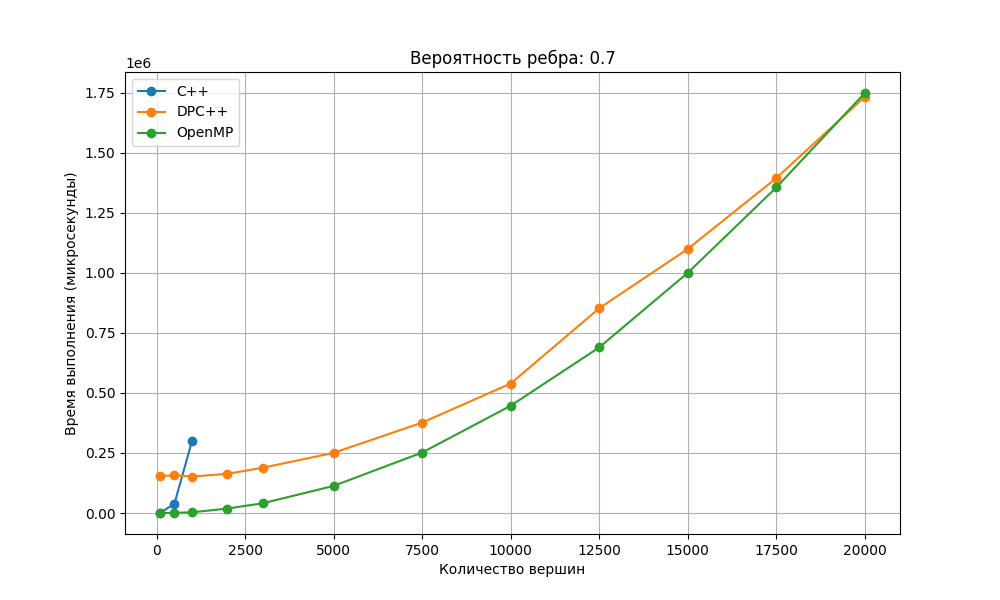 Вероятность ребра: 0.7
1e6
C++
DPC++
OpenMP
Время выполнения (микросекунды)
1.75
1.50
1.25
1.00
0.75
0.50
0.25
0.00
0 2500 5000 7500 10000 12500 15000 17500 20000
Количество вершин